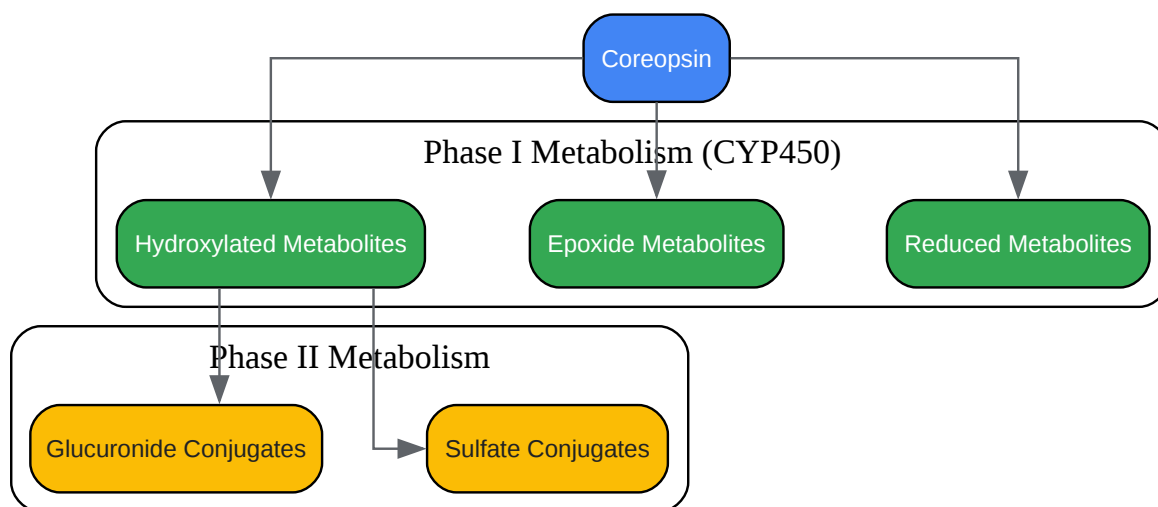 Coreopsin
Phase I Metabolism (CYP450)
Hydroxylated Metabolites
Epoxide Metabolites
Reduced Metabolites
Phase II Metabolism
Glucuronide Conjugates
Sulfate Conjugates